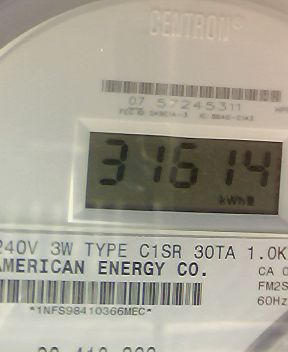 CENTRON®
07 57245311
31614
kWh
240V 3W TYPE C1SR 30TA 1.0K
AMERICAN ENERGY CO.
CA 0
FM2S
60Hz
*1NFS98410366MEC*